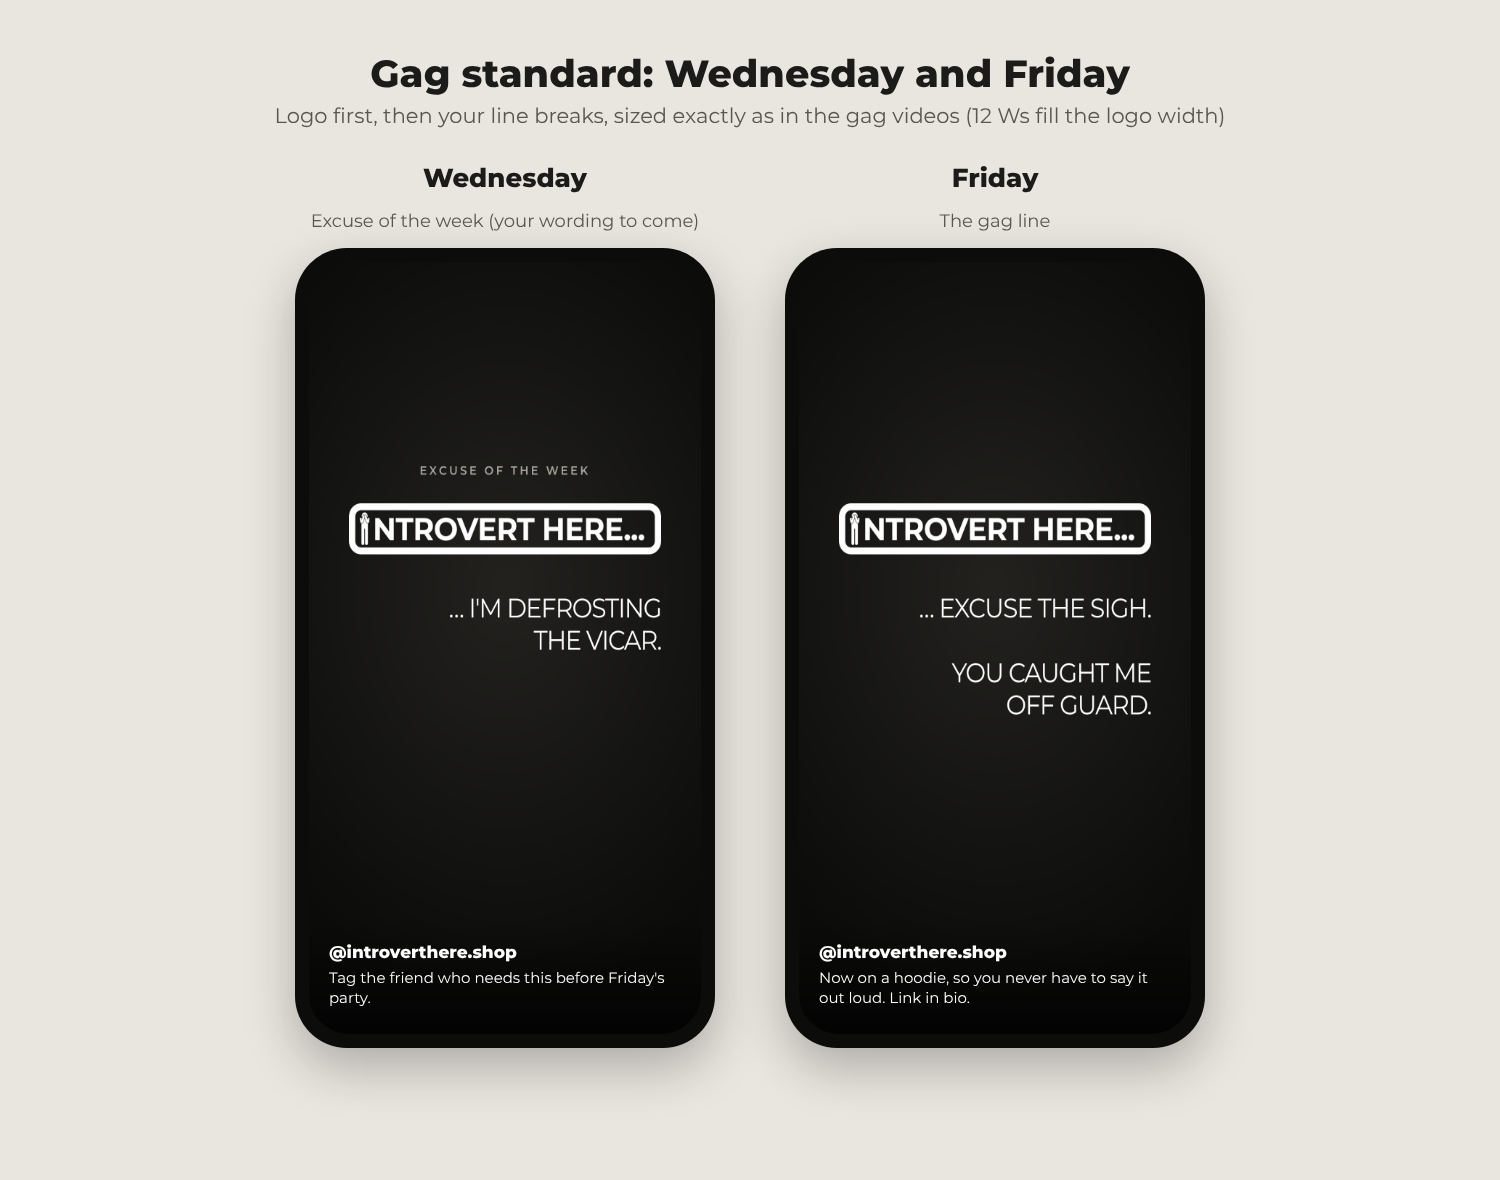 Gag standard: Wednesday and Friday
Logo first, then your line breaks, sized exactly as in the gag videos (12 Ws fill the logo width)
Wednesday
Excuse of the week (your wording to come)
EXCUSE OF THE WEEK
INTROVERT HERE...
... I'M DEFROSTING
THE VICAR.
@introverthere.shop
Tag the friend who needs this before Friday's
party.
Friday
The gag line
INTROVERT HERE...
... EXCUSE THE SIGH.
YOU CAUGHT ME
OFF GUARD.
@introverthere.shop
Now on a hoodie, so you never have to say it
out loud. Link in bio.